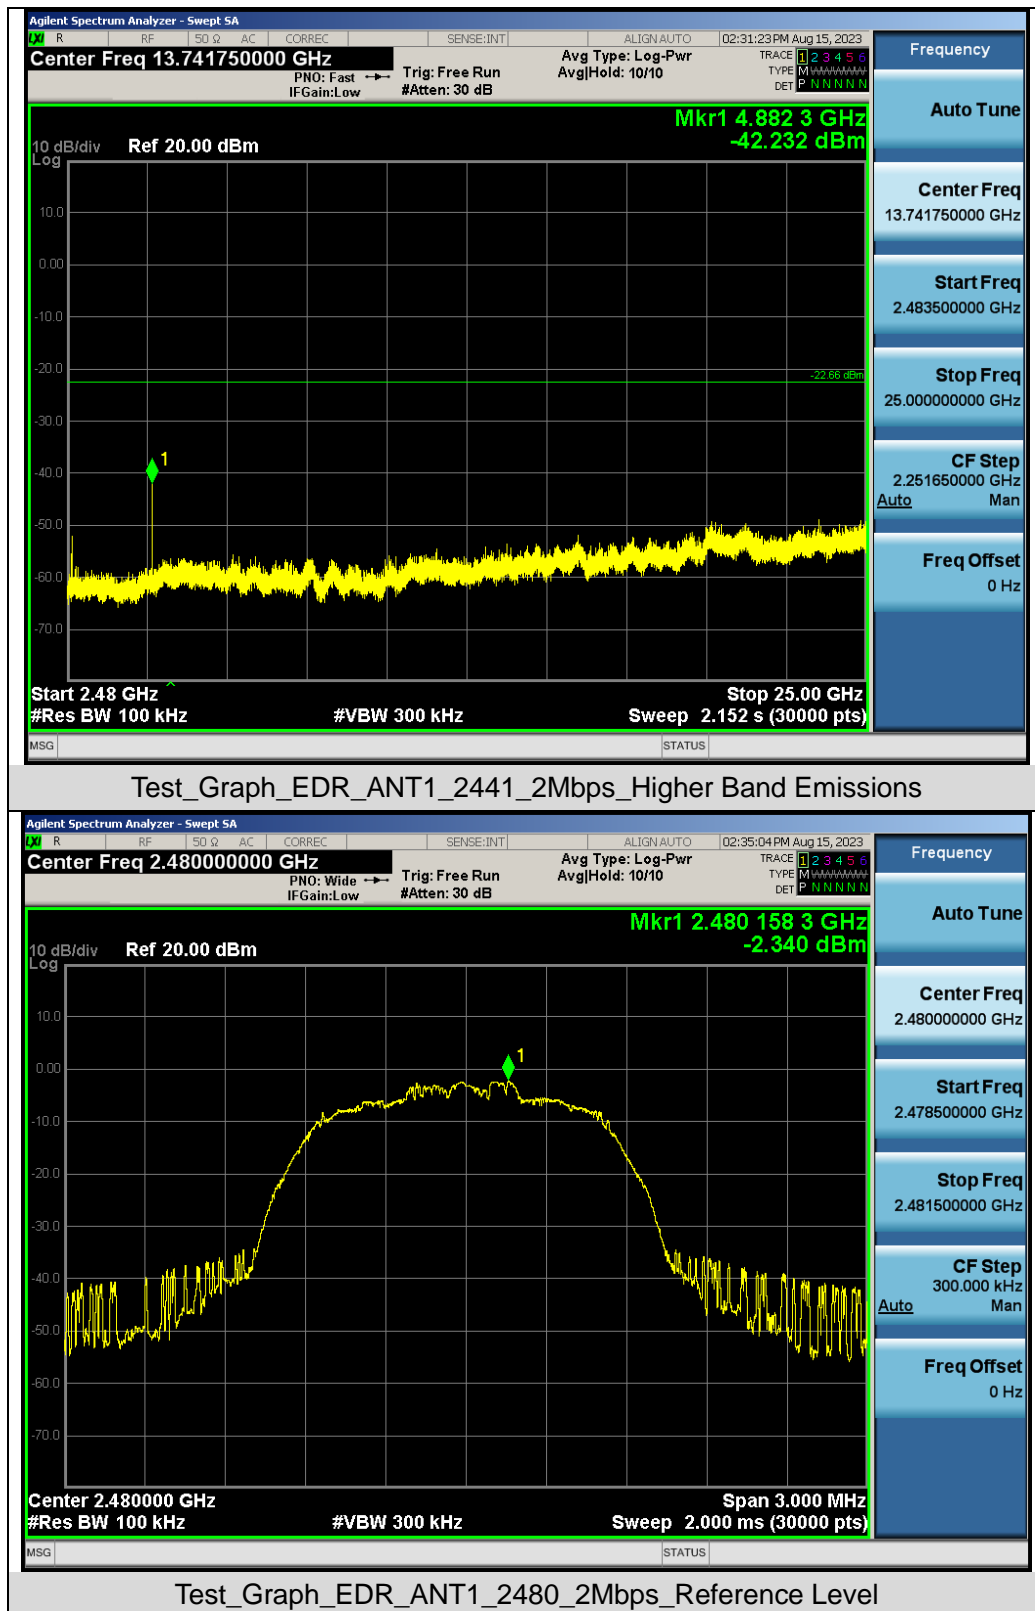 Agilent Spectrum Analyzer - Swept SA
LXI R RF 50 Ω AC CORREC SENSE:INT ALIGN AUTO 02:31:23 PM Aug 15, 2023
Center Freq 13.741750000 GHz
PNO: Fast
IFGain:Low
Trig: Free Run
#Atten: 30 dB
Avg Type: Log-Pwr
Avg|Hold: 10/10
TRACE 1 2 3 4 5 6
TYPE M
DET P N N N N N
Mkr1 4.882 3 GHz
-42.232 dBm
10 dB/div
Log
Ref 20.00 dBm
10.0
0.00
-10.0
-20.0
-22.66 dBm
-30.0
1
-40.0
-50.0
-60.0
-70.0
Start 2.48 GHz
Stop 25.00 GHz
#Res BW 100 kHz
#VBW 300 kHz
Sweep 2.152 s (30000 pts)
MSG
STATUS
Frequency
Auto Tune
Center Freq
13.741750000 GHz
Start Freq
2.483500000 GHz
Stop Freq
25.000000000 GHz
CF Step
2.251650000 GHz
Auto Man
Freq Offset
0 Hz
Test_Graph_EDR_ANT1_2441_2Mbps_Higher Band Emissions
Agilent Spectrum Analyzer - Swept SA
LXI R RF 50 Ω AC CORREC SENSE:INT ALIGN AUTO 02:35:04 PM Aug 15, 2023
Center Freq 2.480000000 GHz
PNO: Wide
IFGain:Low
Trig: Free Run
#Atten: 30 dB
Avg Type: Log-Pwr
Avg|Hold: 10/10
TRACE 1 2 3 4 5 6
TYPE M
DET P N N N N N
Mkr1 2.480 158 3 GHz
-2.340 dBm
10 dB/div
Log
Ref 20.00 dBm
10.0
1
0.00
-10.0
-20.0
-30.0
-40.0
-50.0
-60.0
-70.0
Center 2.480000 GHz
Span 3.000 MHz
#Res BW 100 kHz
#VBW 300 kHz
Sweep 2.000 ms (30000 pts)
MSG
STATUS
Frequency
Auto Tune
Center Freq
2.480000000 GHz
Start Freq
2.478500000 GHz
Stop Freq
2.481500000 GHz
CF Step
300.000 kHz
Auto Man
Freq Offset
0 Hz
Test_Graph_EDR_ANT1_2480_2Mbps_Reference Level